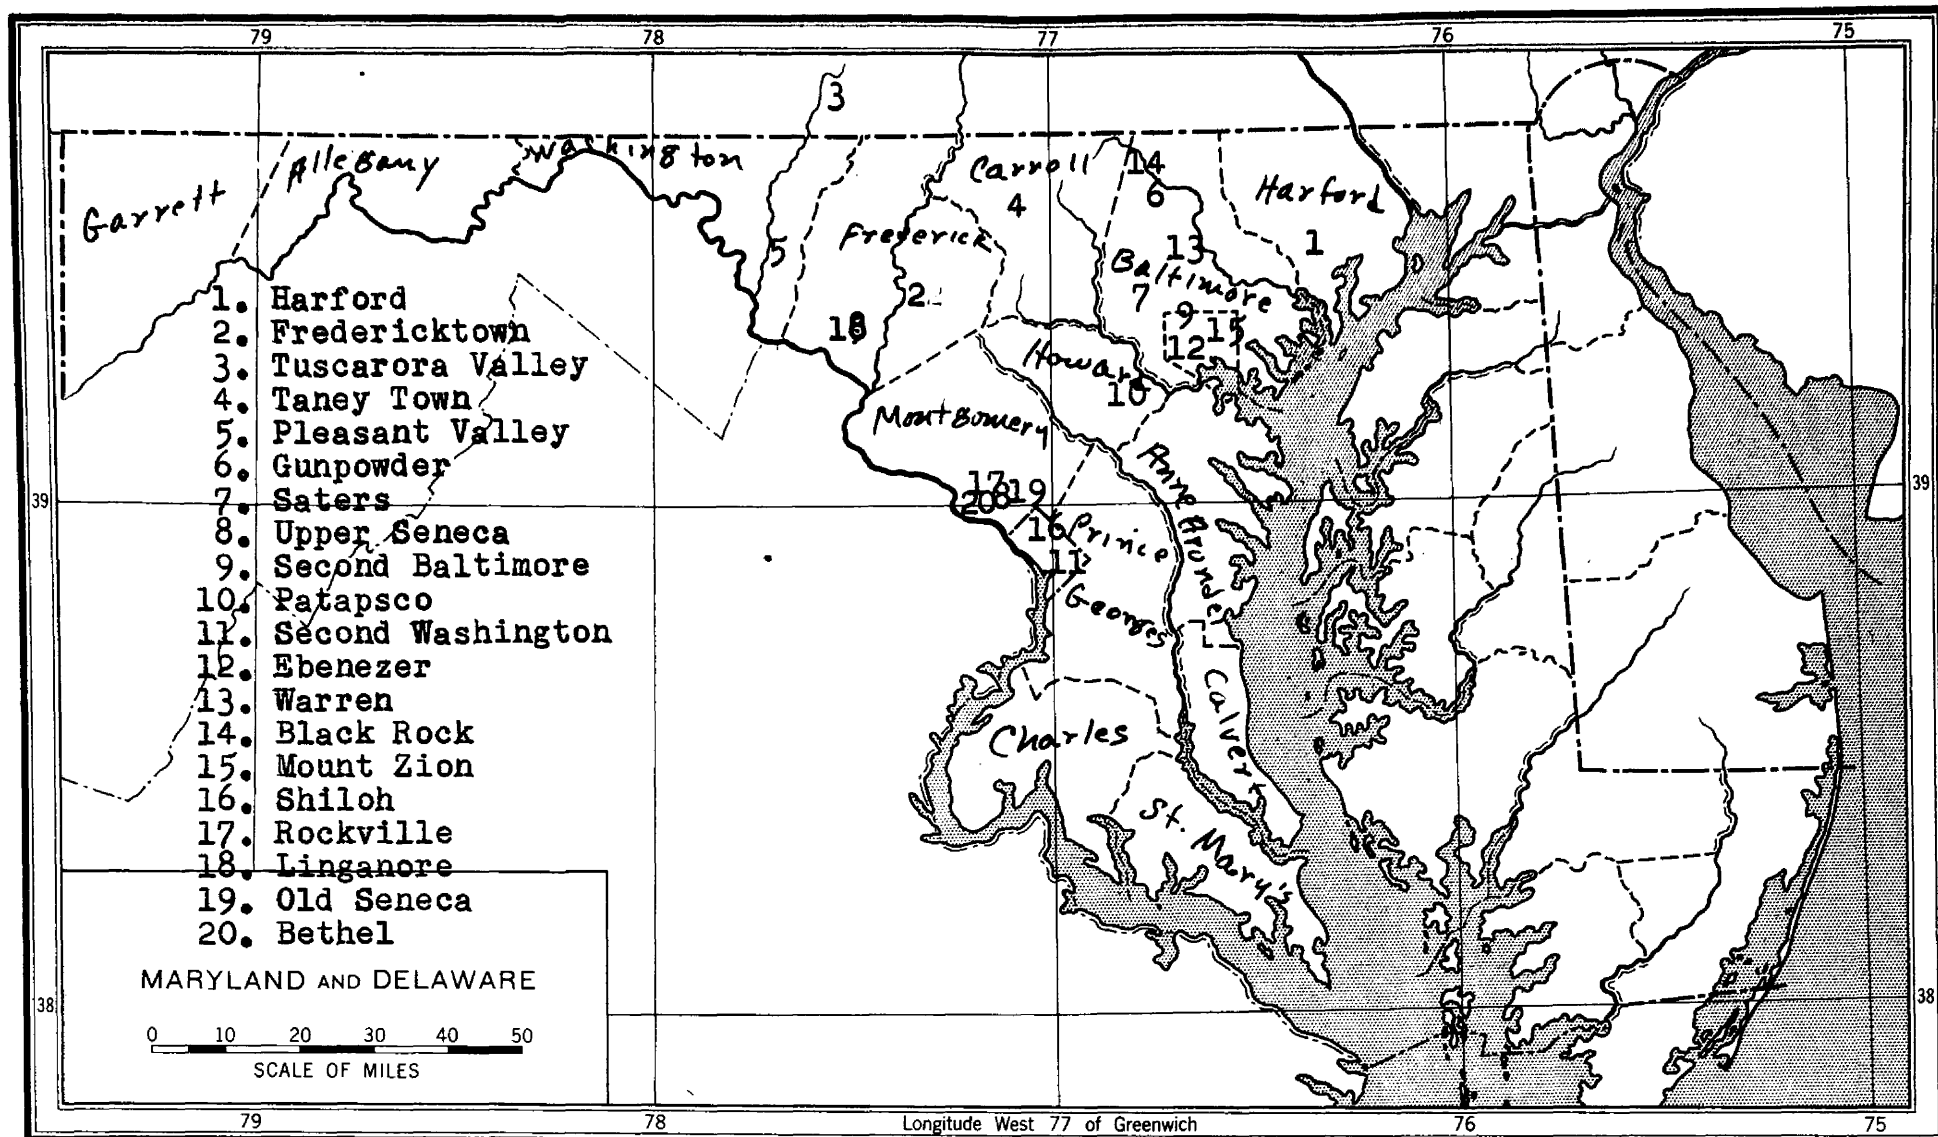 79 78 77 76 75
3
Allegany Washington Carroll 14
Garrett 4 6 Harford
5 Frederick 13 1
Baltimore
2 7
18 9 15
12
Howard
10
Montgomery
Anne Arundel
39 17 39
20 8 19
16 Prince
11
Georges
Calvert
Charles
St. Mary's
1. Harford
2. Fredericktown
3. Tuscarora Valley
4. Taney Town
5. Pleasant Valley
6. Gunpowder
7. Saters
8. Upper Seneca
9. Second Baltimore
10. Patapsco
11. Second Washington
12. Ebenezer
13. Warren
14. Black Rock
15. Mount Zion
16. Shiloh
17. Rockville
18. Linganore
19. Old Seneca
20. Bethel
MARYLAND AND DELAWARE
38 38
0 10 20 30 40 50
SCALE OF MILES
79 78 Longitude West 77 of Greenwich 76 75